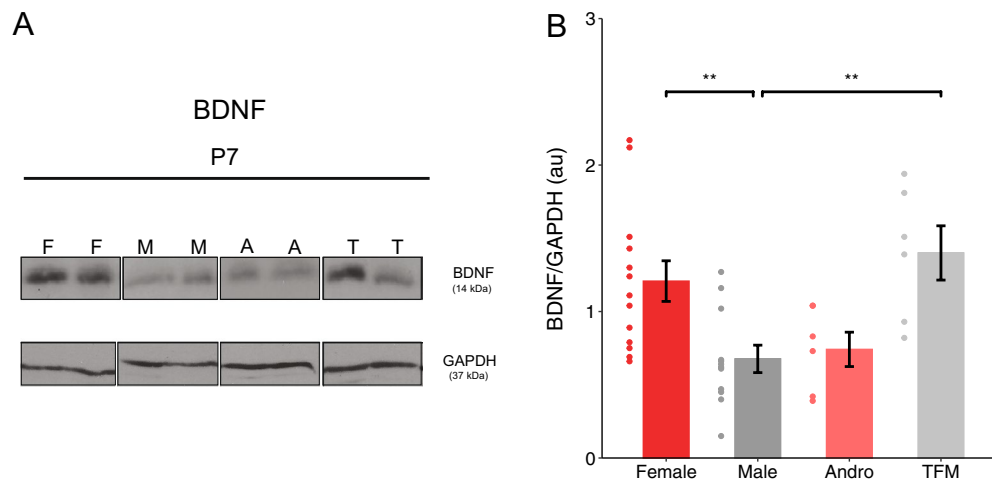 A
BDNF
P7
F F M M A A T T
BDNF
(14 kDa)
GAPDH
(37 kDa)
B
BDNF/GAPDH (au)
3
2
1
0
** **
Female Male Andro TFM